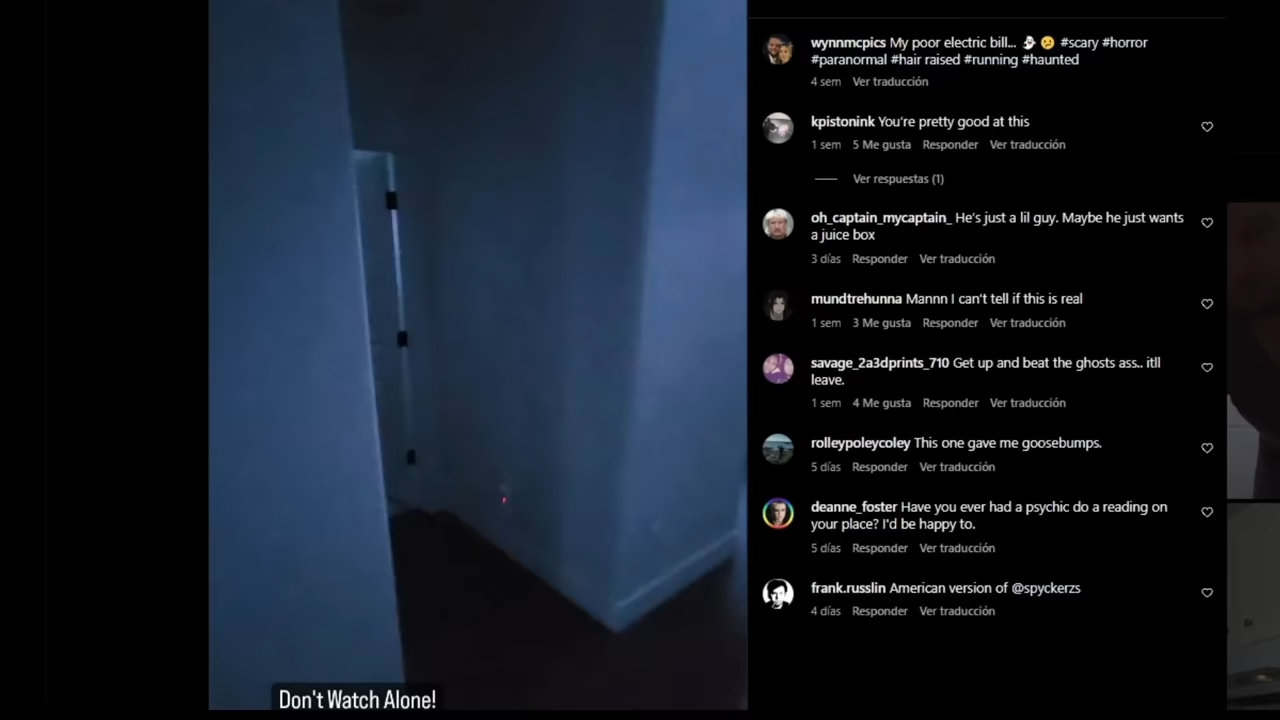 wynnmcpics My poor electric bill... 👻 😕 #scary #horror
#paranormal #hair raised #running #haunted
4 sem Ver traducción
kpistonink You're pretty good at this
1 sem 5 Me gusta Responder Ver traducción
Ver respuestas (1)
oh_captain_mycaptain_ He's just a lil guy. Maybe he just wants
a juice box
3 días Responder Ver traducción
mundtrehunna Mannn I can't tell if this is real
1 sem 3 Me gusta Responder Ver traducción
savage_2a3dprints_710 Get up and beat the ghosts ass.. itll
leave.
1 sem 4 Me gusta Responder Ver traducción
rolleypoleycoley This one gave me goosebumps.
5 días Responder Ver traducción
deanne_foster Have you ever had a psychic do a reading on
your place? I'd be happy to.
5 días Responder Ver traducción
frank.russlin American version of @spyckerzs
4 días Responder Ver traducción
Don't Watch Alone!